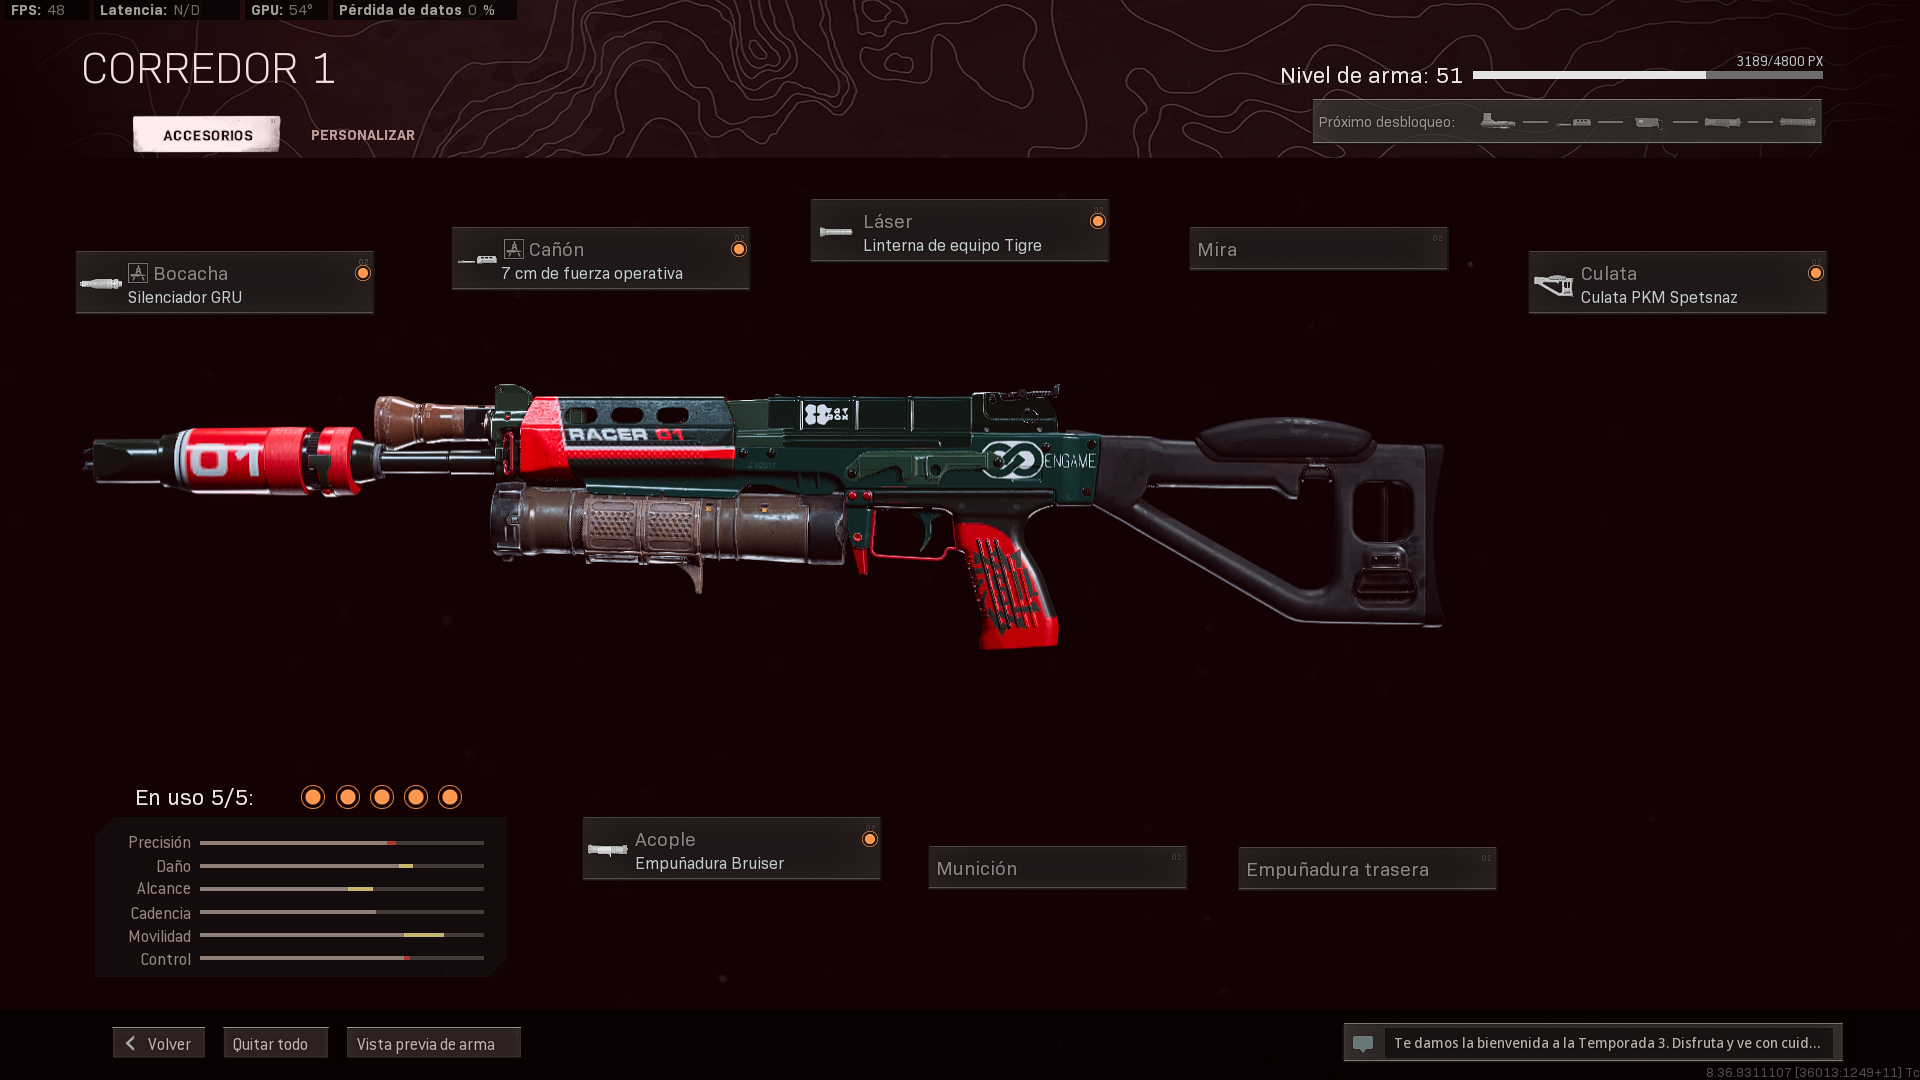 FPS: 48 Latencia: N/D GPU: 54° Pérdida de datos 0 %
CORREDOR 1
Nivel de arma: 51
3189/4800 PX
ACCESORIOS
PERSONALIZAR
Próximo desbloqueo:
Láser
Linterna de equipo Tigre
Cañón
7 cm de fuerza operativa
Mira
Bocacha
Silenciador GRU
Culata
Culata PKM Spetsnaz
RACER 01
01
ENGAME
En uso 5/5:
Precisión
Daño
Alcance
Cadencia
Movilidad
Control
Acople
Empuñadura Bruiser
Munición
Empuñadura trasera
Volver
Quitar todo
Vista previa de arma
Te damos la bienvenida a la Temporada 3. Disfruta y ve con cuid...
8.36.9311107 [36013:1249+11] Tc